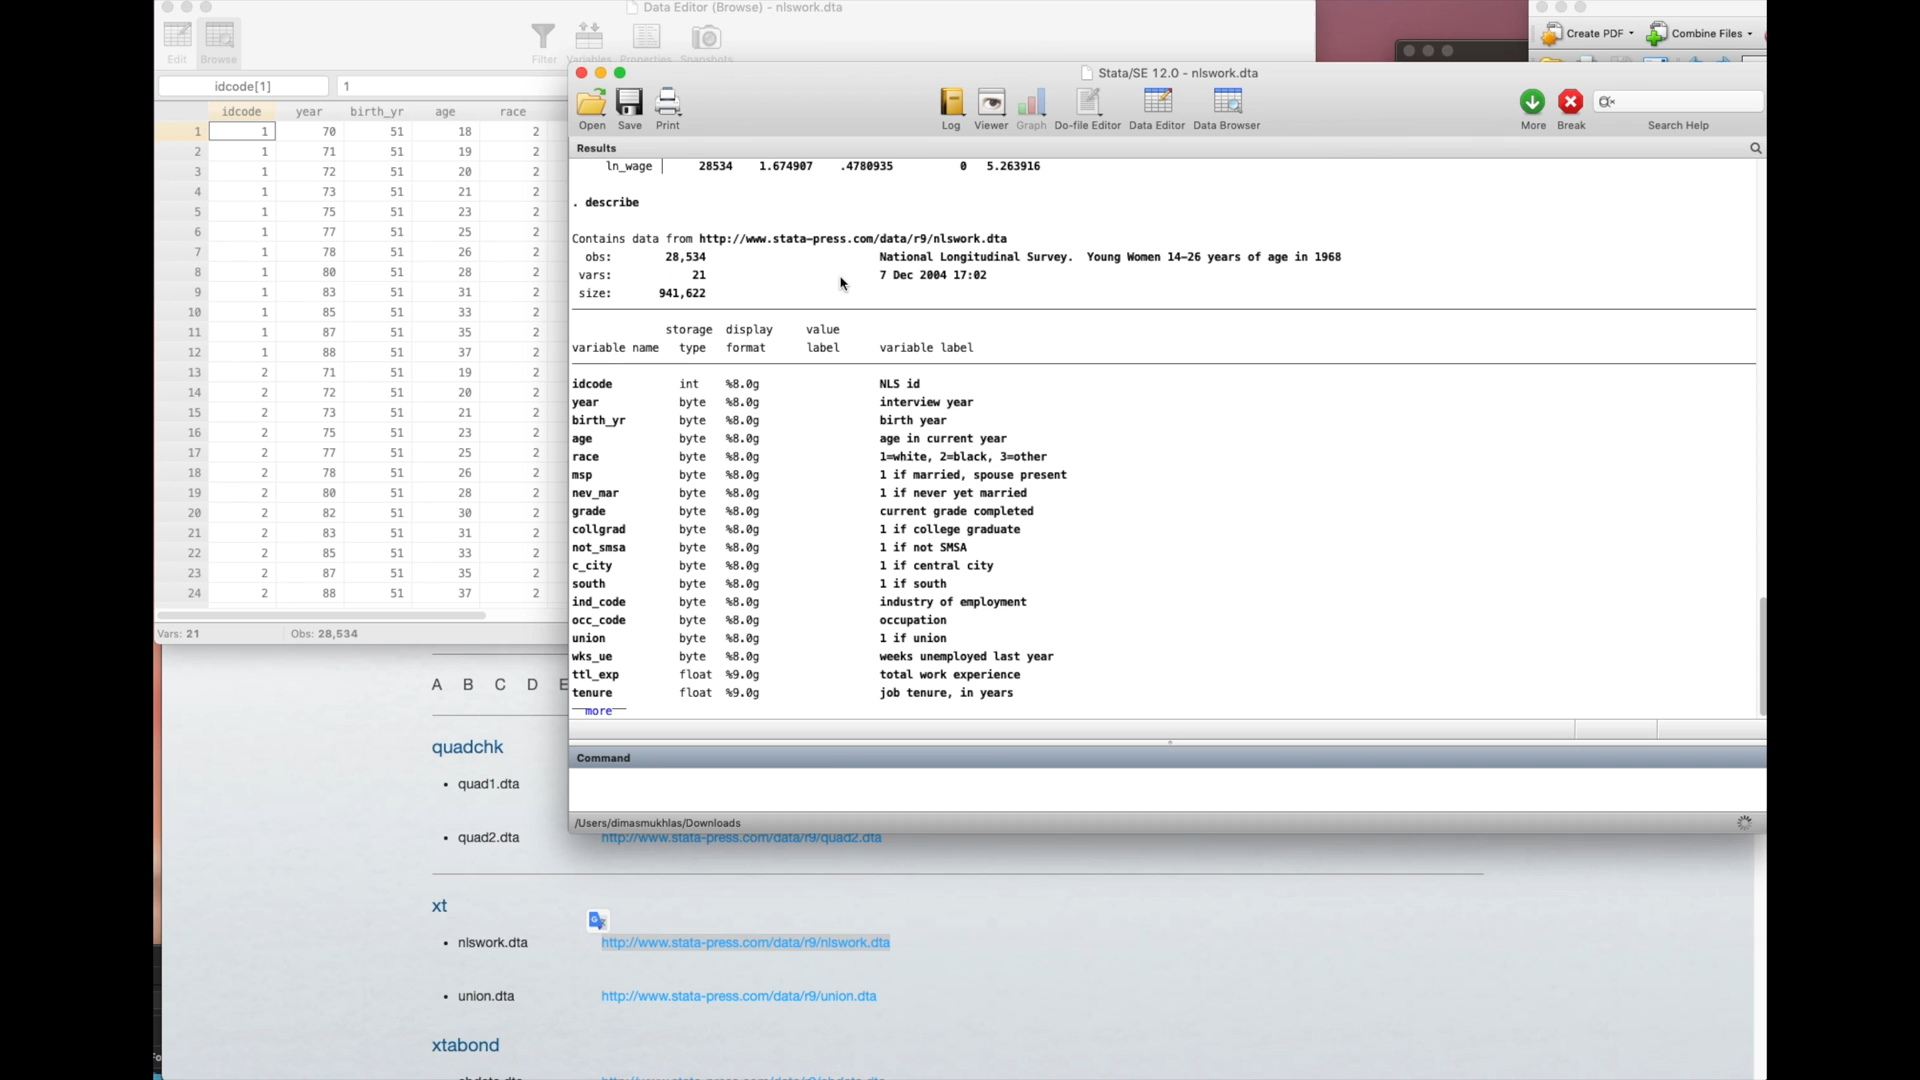 Data Editor (Browse) - nlswork.dta
Edit Browse Filter Variables Properties Snapshots
idcode[1] 1
idcode year birth_yr age race
1 1 70 51 18 2
2 1 71 51 19 2
3 1 72 51 20 2
4 1 73 51 21 2
5 1 75 51 23 2
6 1 77 51 25 2
7 1 78 51 26 2
8 1 80 51 28 2
9 1 83 51 31 2
10 1 85 51 33 2
11 1 87 51 35 2
12 1 88 51 37 2
13 2 71 51 19 2
14 2 72 51 20 2
15 2 73 51 21 2
16 2 75 51 23 2
17 2 77 51 25 2
18 2 78 51 26 2
19 2 80 51 28 2
20 2 82 51 30 2
21 2 83 51 31 2
22 2 85 51 33 2
23 2 87 51 35 2
24 2 88 51 37 2
Vars: 21 Obs: 28,534
Create PDF Combine Files
Stata/SE 12.0 - nlswork.dta
Open Save Print Log Viewer Graph Do-file Editor Data Editor Data Browser More Break Search Help
Results
ln_wage | 28534 1.674907 .4780935 0 5.263916
. describe
Contains data from http://www.stata-press.com/data/r9/nlswork.dta
obs: 28,534 National Longitudinal Survey. Young Women 14-26 years of age in 1968
vars: 21 7 Dec 2004 17:02
size: 941,622
storage display value
variable name type format label variable label
idcode int %8.0g NLS id
year byte %8.0g interview year
birth_yr byte %8.0g birth year
age byte %8.0g age in current year
race byte %8.0g 1=white, 2=black, 3=other
msp byte %8.0g 1 if married, spouse present
nev_mar byte %8.0g 1 if never yet married
grade byte %8.0g current grade completed
collgrad byte %8.0g 1 if college graduate
not_smsa byte %8.0g 1 if not SMSA
c_city byte %8.0g 1 if central city
south byte %8.0g 1 if south
ind_code byte %8.0g industry of employment
occ_code byte %8.0g occupation
union byte %8.0g 1 if union
wks_ue byte %8.0g weeks unemployed last year
ttl_exp float %9.0g total work experience
tenure float %9.0g job tenure, in years
more
Command
/Users/dimasmukhlas/Downloads
A B C D E
quadchk
• quad1.dta
• quad2.dta http://www.stata-press.com/data/r9/quad2.dta
xt
• nlswork.dta http://www.stata-press.com/data/r9/nlswork.dta
• union.dta http://www.stata-press.com/data/r9/union.dta
xtabond